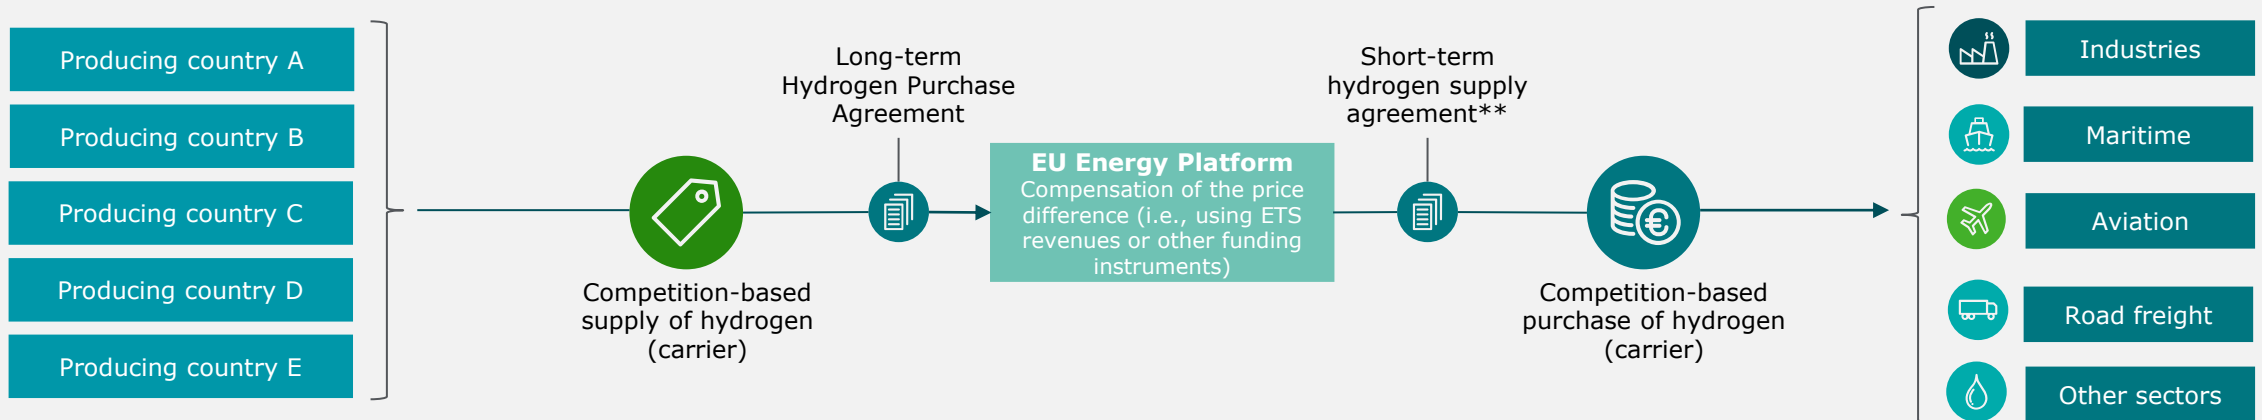 Producing country A
Producing country B
Producing country C
Producing country D
Producing country E
Competition-based
supply of hydrogen
(carrier)
Long-term
Hydrogen Purchase
Agreement
EU Energy Platform
Compensation of the price
difference (i.e., using ETS
revenues or other funding
instruments)
Short-term
hydrogen supply
agreement**
Competition-based
purchase of hydrogen
(carrier)
Industries
Maritime
Aviation
Road freight
Other sectors